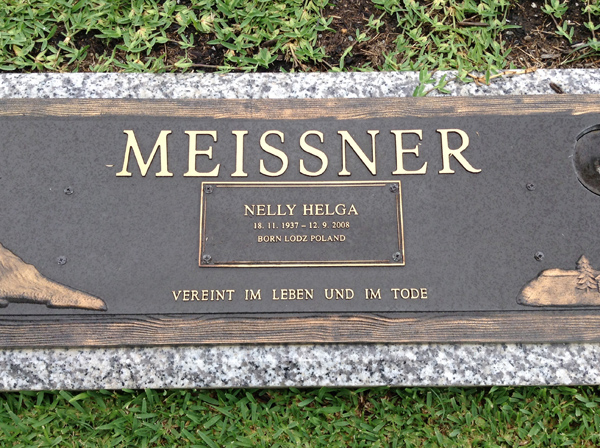 MEISSNER
NELLY HELGA
18. 11. 1937 – 12. 9. 2008
BORN LODZ POLAND
VEREINT IM LEBEN UND IM TODE